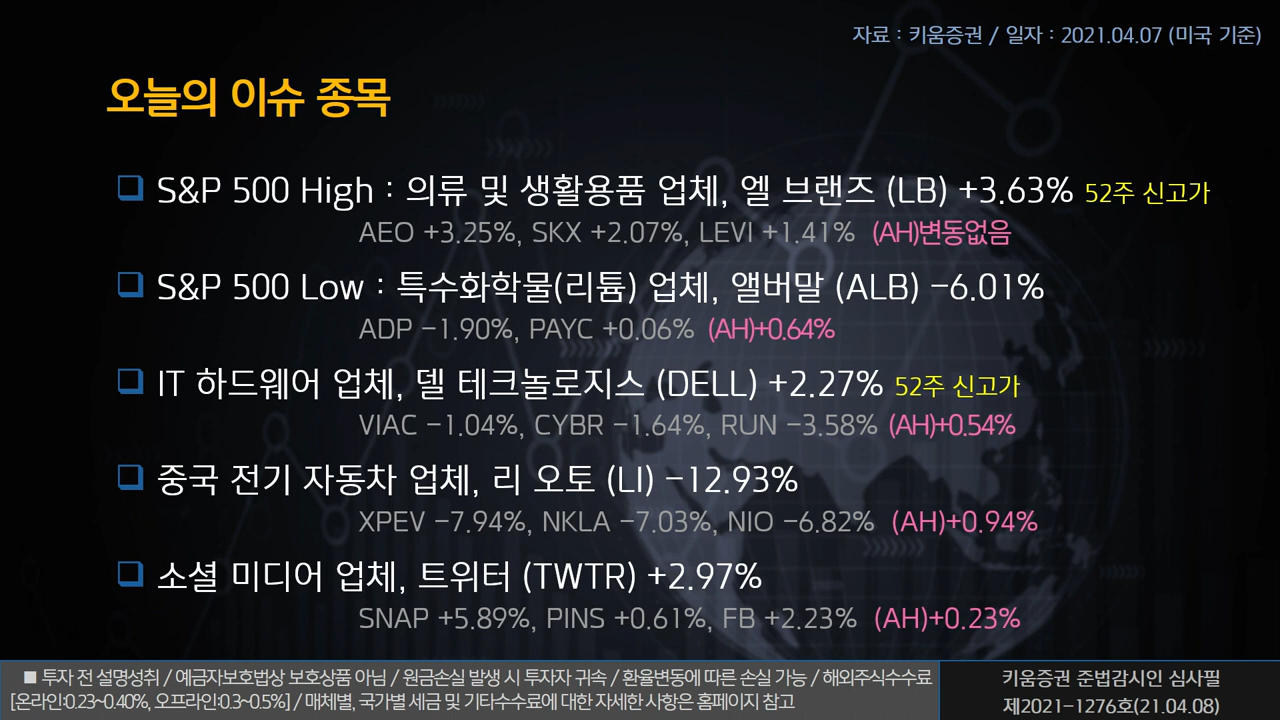 자료 : 키움증권 / 일자 : 2021.04.07 (미국 기준)
오늘의 이슈 종목
❑ S&P 500 High : 의류 및 생활용품 업체, 엘 브랜즈 (LB) +3.63% 52주 신고가
AEO +3.25%, SKX +2.07%, LEVI +1.41% (AH)변동없음
❑ S&P 500 Low : 특수화학물(리튬) 업체, 앨버말 (ALB) -6.01%
ADP -1.90%, PAYC +0.06% (AH)+0.64%
❑ IT 하드웨어 업체, 델 테크놀로지스 (DELL) +2.27% 52주 신고가
VIAC -1.04%, CYBR -1.64%, RUN -3.58% (AH)+0.54%
❑ 중국 전기 자동차 업체, 리 오토 (LI) -12.93%
XPEV -7.94%, NKLA -7.03%, NIO -6.82% (AH)+0.94%
❑ 소셜 미디어 업체, 트위터 (TWTR) +2.97%
SNAP +5.89%, PINS +0.61%, FB +2.23% (AH)+0.23%
■ 투자 전 설명성취 / 예금자보호법상 보호상품 아님 / 원금손실 발생 시 투자자 귀속 / 환율변동에 따른 손실 가능 / 해외주식수수료
[온라인:0.23~0.40%, 오프라인:0.3~0.5%] / 매체별, 국가별 세금 및 기타수수료에 대한 자세한 사항은 홈페이지 참고
키움증권 준법감시인 심사필
제2021-1276호(21.04.08)